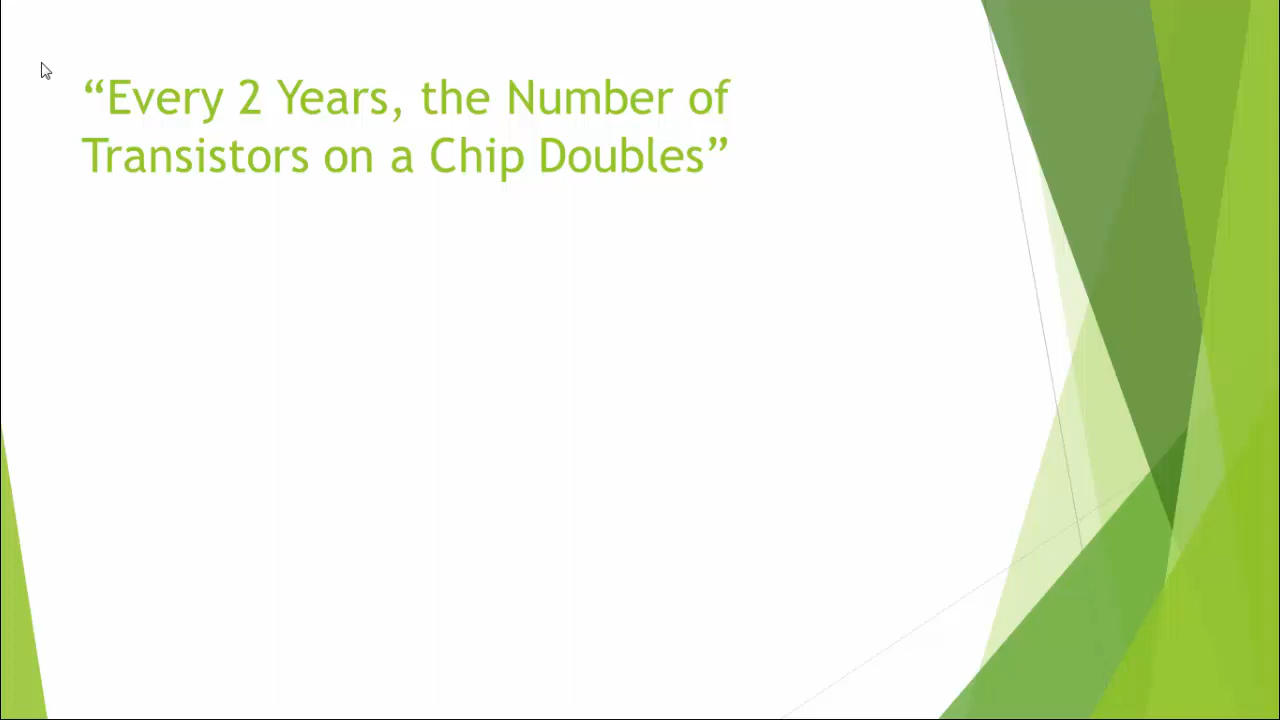 “Every 2 Years, the Number of
Transistors on a Chip Doubles”